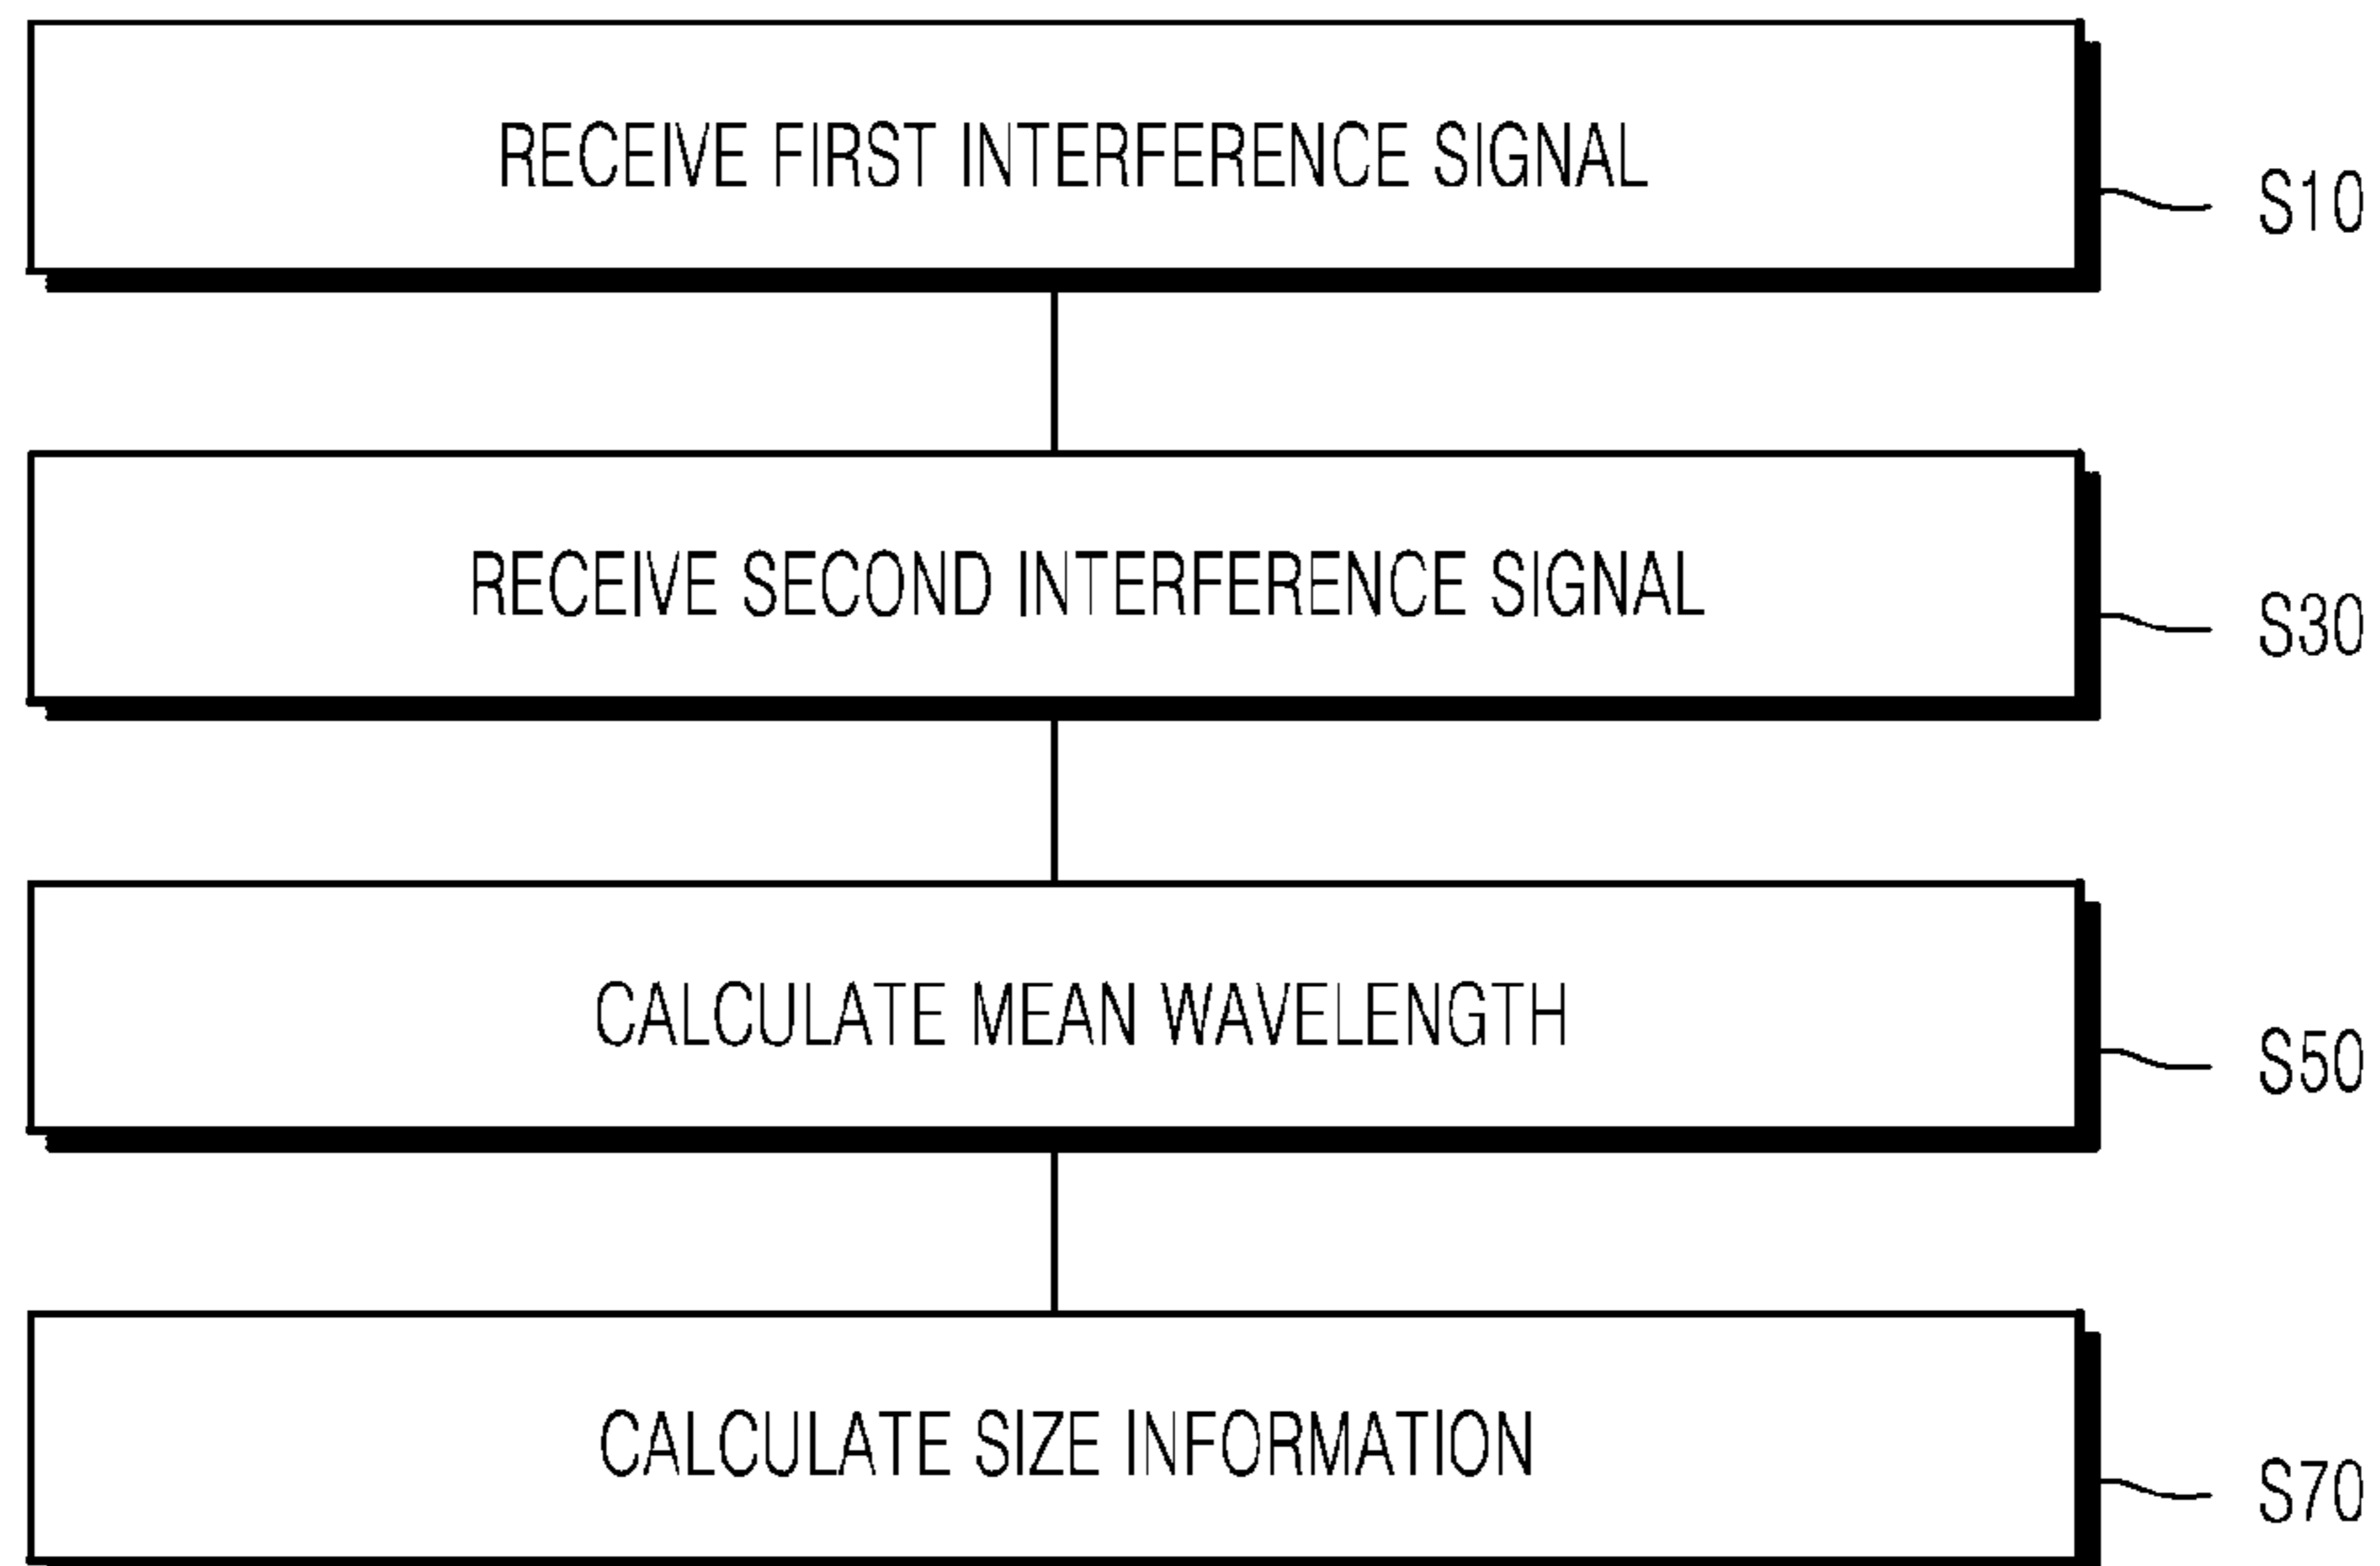 RECEIVE FIRST INTERFERENCE SIGNAL
S10
RECEIVE SECOND INTERFERENCE SIGNAL
S30
CALCULATE MEAN WAVELENGTH
S50
CALCULATE SIZE INFORMATION
S70